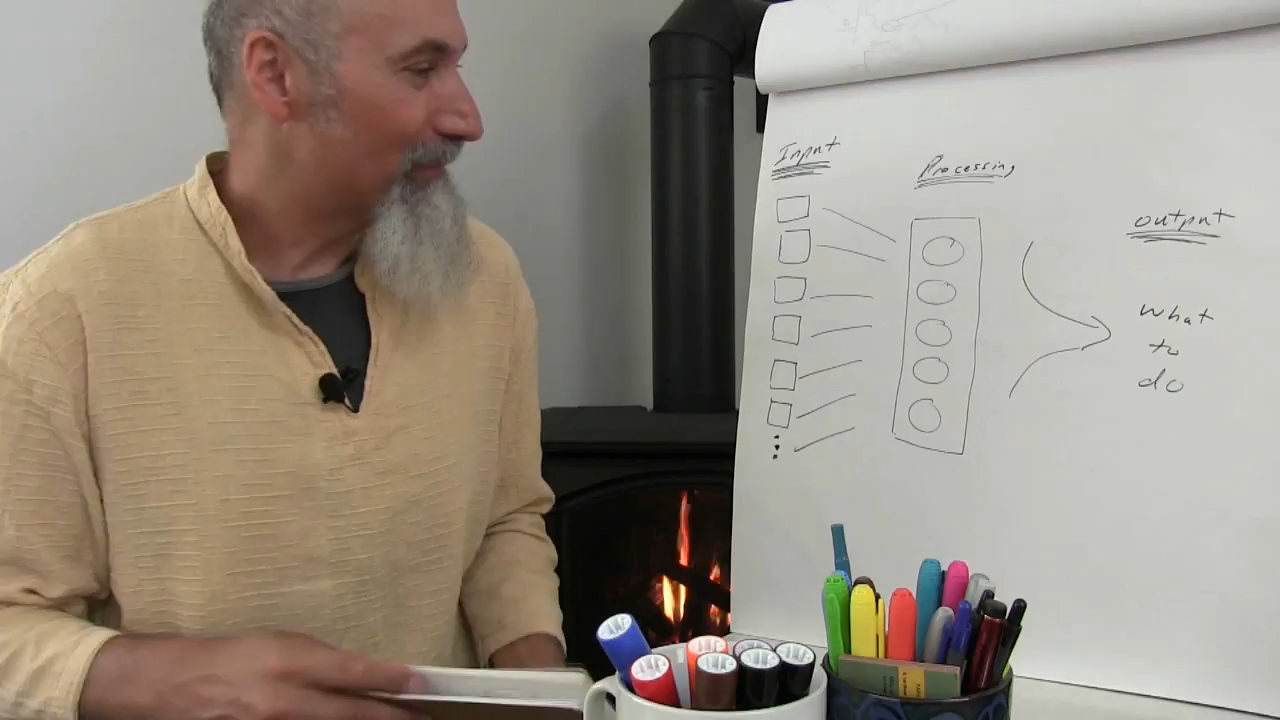 Input
Processing
output
what
to
do